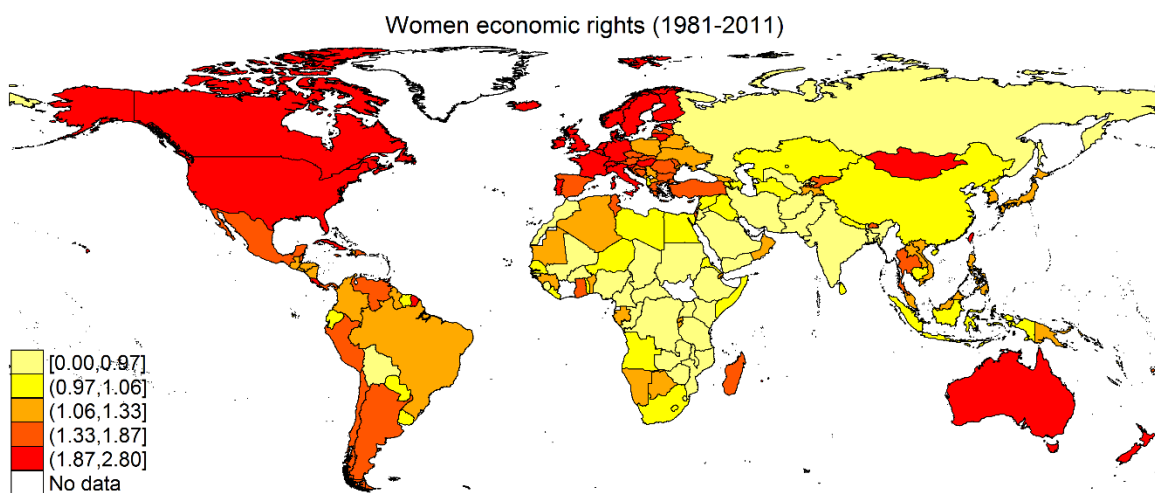 Women economic rights (1981-2011)
[0.00,0.97]
(0.97,1.06]
(1.06,1.33]
(1.33,1.87]
(1.87,2.80]
No data